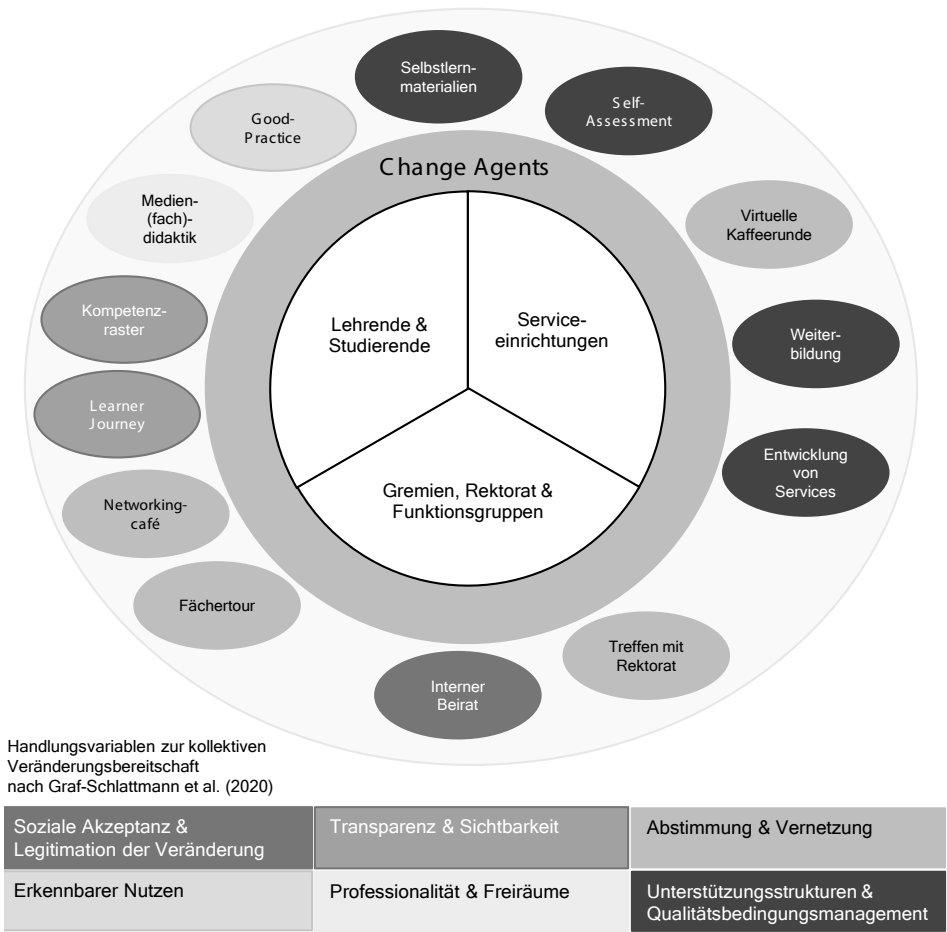 Selbstlern-
materialien
Self-
Assessment
Good-
Practice
Change Agents
Medien-
(fach)-
didaktik
Virtuelle
Kaffeerunde
Kompetenz-
raster
Lehrende &
Studierende
Service-
einrichtungen
Weiter-
bildung
Learner
Journey
Entwicklung
von
Services
Networking-
café
Gremien, Rektorat &
Funktionsgruppen
Fächertour
Treffen mit
Rektorat
Interner
Beirat
Handlungsvariablen zur kollektiven
Veränderungsbereitschaft
nach Graf-Schlattmann et al. (2020)
Soziale Akzeptanz &
Legitimation der Veränderung
Transparenz & Sichtbarkeit
Abstimmung & Vernetzung
Erkennbarer Nutzen
Professionalität & Freiräume
Unterstützungsstrukturen &
Qualitätsbedingungsmanagement